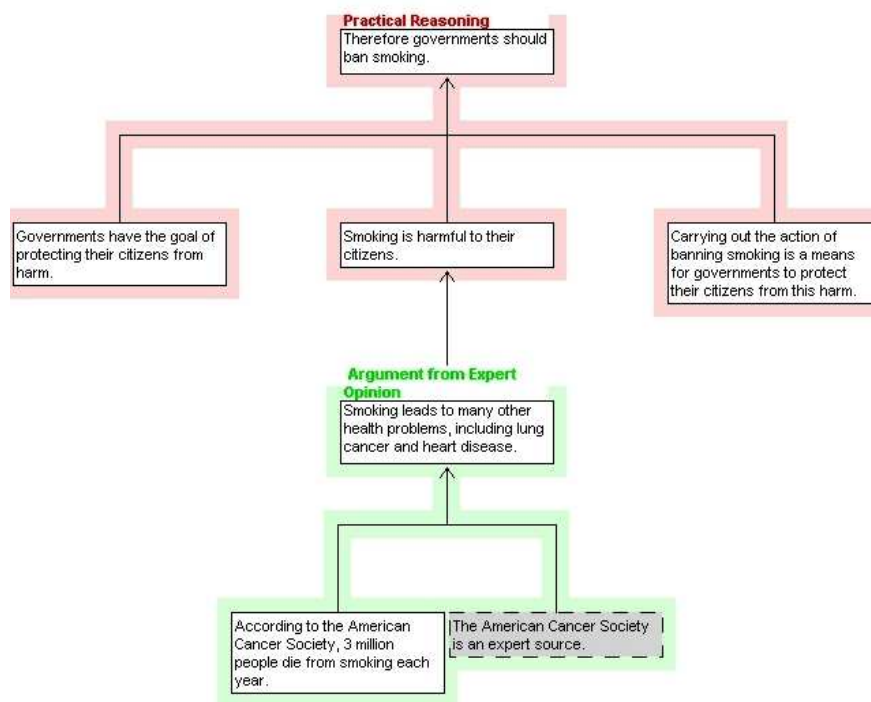 Practical Reasoning
Therefore governments should
ban smoking.
Governments have the goal of
protecting their citizens from
harm.
Smoking is harmful to their
citizens.
Carrying out the action of
banning smoking is a means
for governments to protect
their citizens from this harm.
Argument from Expert
Opinion
Smoking leads to many other
health problems, including lung
cancer and heart disease.
According to the American
Cancer Society, 3 million
people die from smoking each
year.
The American Cancer Society
is an expert source.